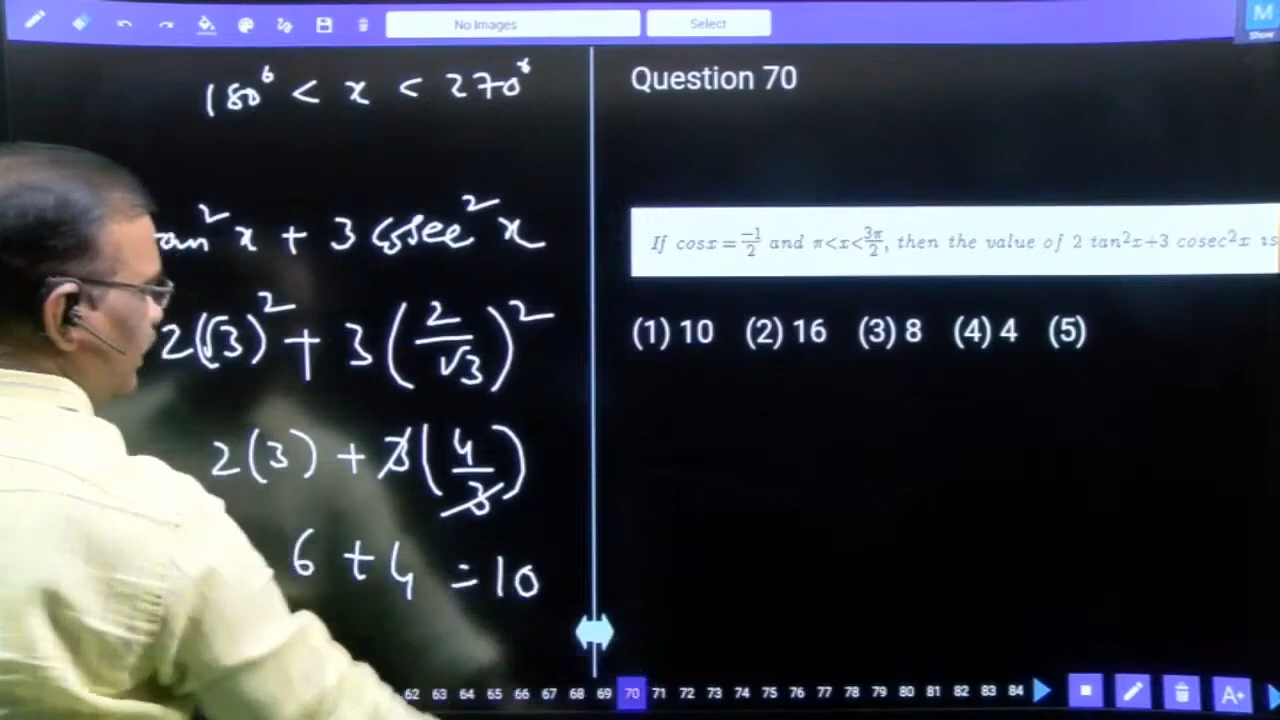 No Images Select
M
Show
180° < x < 270°
tan²x + 3 cosec²x
2(√3)² + 3(2/√3)²
2(3) + 3(4/3)
6 + 4 = 10
Question 70
If cosx = -1/2 and π<x<3π/2, then the value of 2 tan²x+3 cosec²x is
(1) 10 (2) 16 (3) 8 (4) 4 (5)
62 63 64 65 66 67 68 69 70 71 72 73 74 75 76 77 78 79 80 81 82 83 84
A+